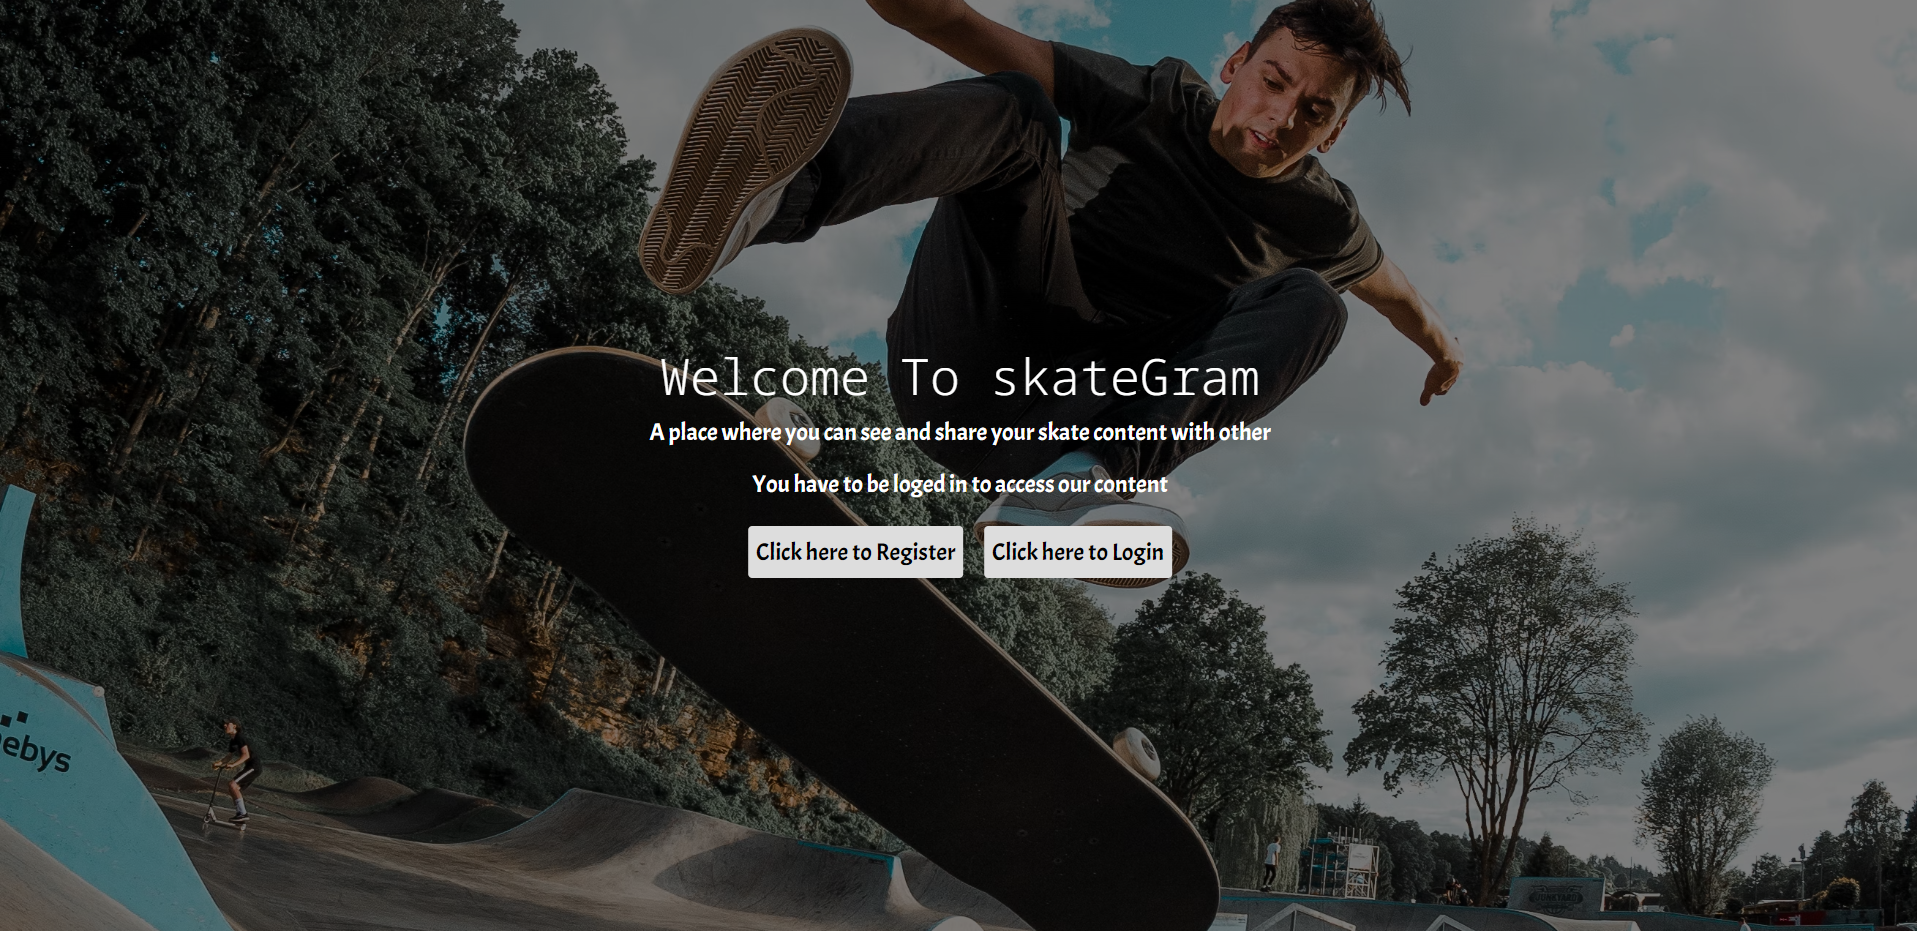 Welcome To skateGram
A place where you can see and share your skate content with other
You have to be loged in to access our content
Click here to Register
Click here to Login
ebys